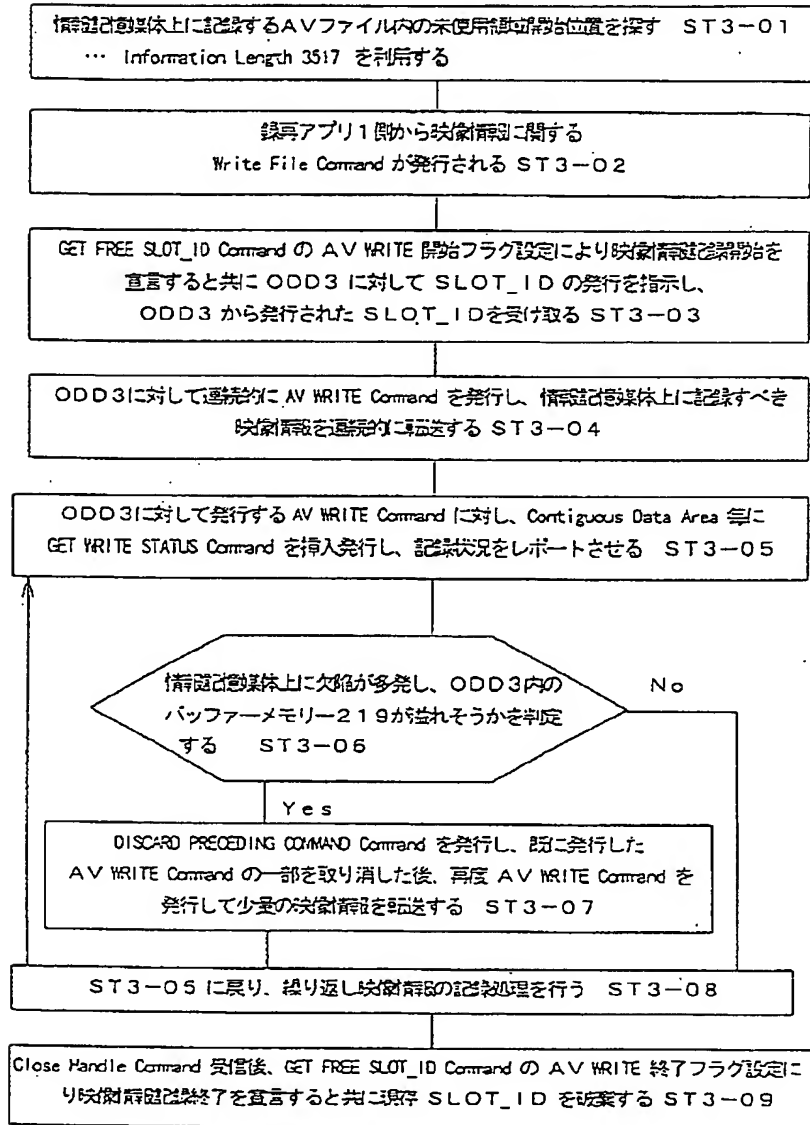 情報記憶媒体上に記録するAVファイル内の未使用領域開始位置を探す ST3-01
… Information Length 3517 を利用する
録再アプリ1側から映像情報に関する
Write File Command が発行される ST3-02
GET FREE SLOT_ID Command の AV WRITE 開始フラグ設定により映像情報記録開始を
宣言すると共に ODD3 に対して SLOT_ID の発行を指示し、
ODD3 から発行された SLOT_IDを受け取る ST3-03
ODD3に対して連続的に AV WRITE Command を発行し、情報記憶媒体上に記録すべき
映像情報を連続的に転送する ST3-04
ODD3に対して発行する AV WRITE Command に対し、Contiguous Data Area 毎に
GET WRITE STATUS Command を挿入発行し、記録状況をレポートさせる ST3-05
情報記憶媒体上に欠陥が多発し、ODD3内の
バッファーメモリー219が溢れそうかを判定
する ST3-06
No
Yes
DISCARD PRECEDING COMMAND Command を発行し、既に発行した
AV WRITE Command の一部を取り消した後、再度 AV WRITE Command を
発行して少量の映像情報を転送する ST3-07
ST3-05 に戻り、繰り返し映像情報の記録処理を行う ST3-08
Close Handle Command 受信後、GET FREE SLOT_ID Command の AV WRITE 終了フラグ設定に
り映像情報記録終了を宣言すると共に現存 SLOT_ID を破棄する ST3-09